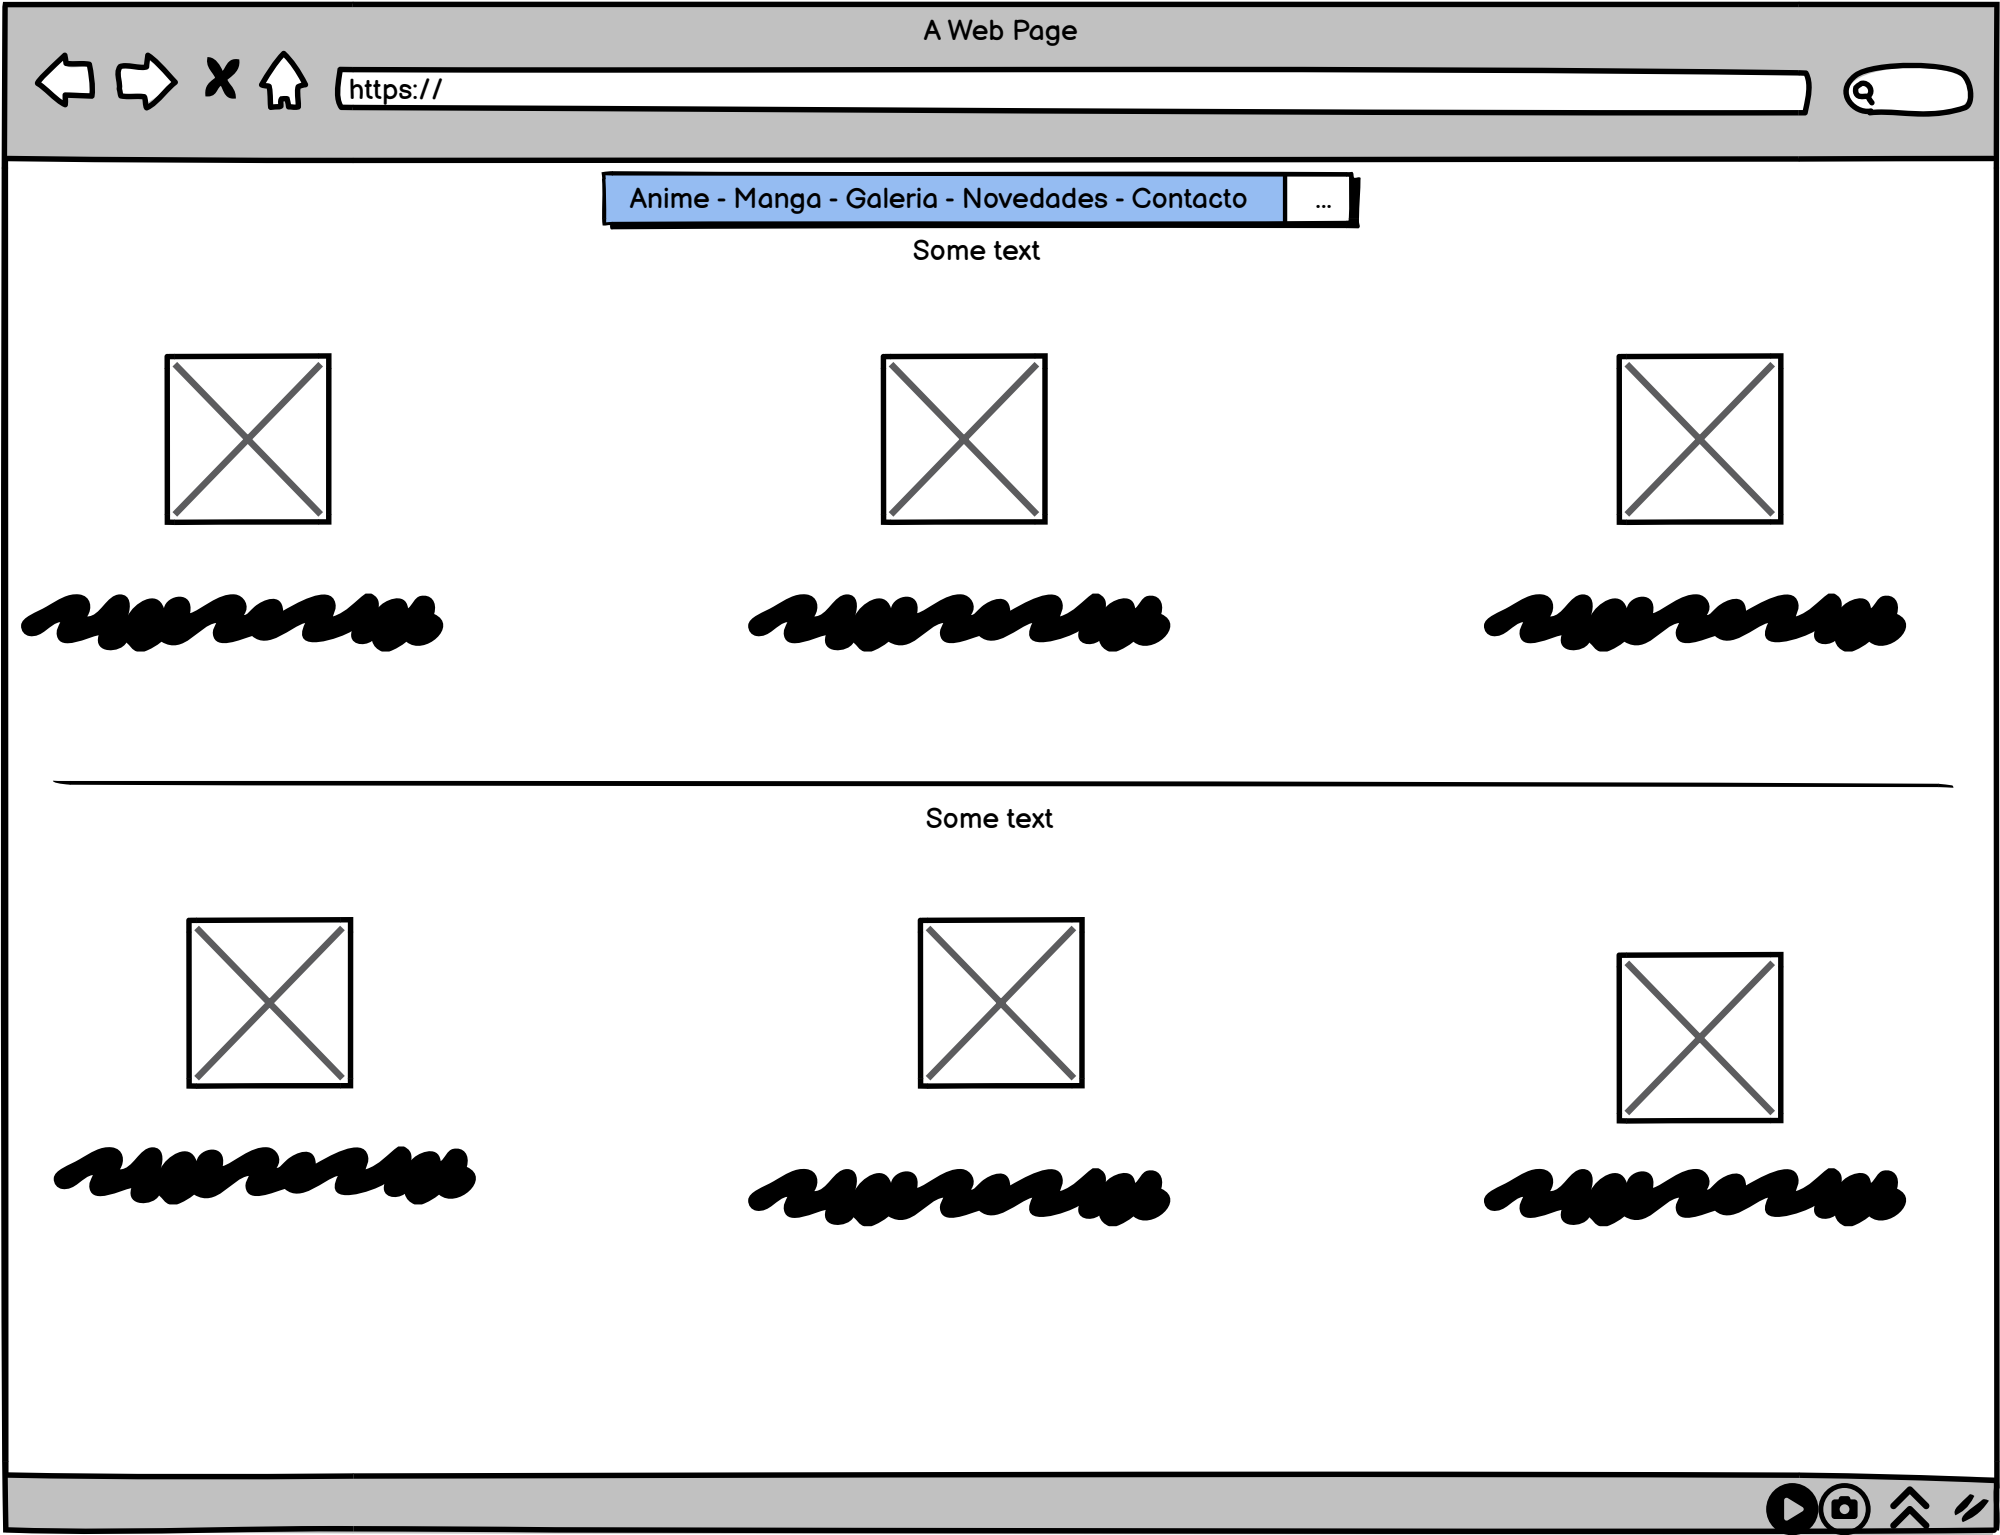 A Web Page
https://
Anime - Manga - Galeria - Novedades - Contacto
...
Some text
Some text